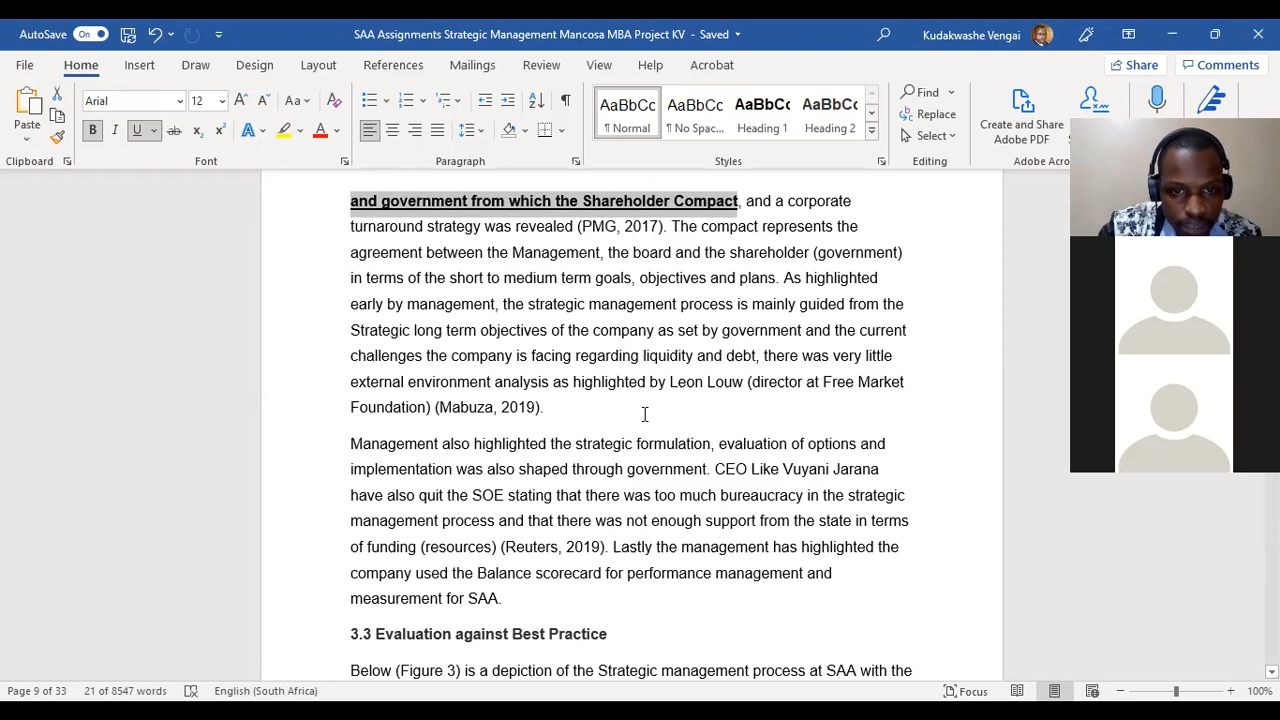 AutoSave On SAA Assignments Strategic Management Mancosa MBA Project KV - Saved Kudakwashe Vengai
File Home Insert Draw Design Layout References Mailings Review View Help Acrobat Share Comments
Arial 12 Aa AaBbCc AaBbCc AaBbCc AaBbCc Find
Paste B I U ab x₂ x² A A ¶ Normal ¶ No Spac... Heading 1 Heading 2 Replace Create and Share
Select Adobe PDF
Clipboard Font Paragraph Styles Editing Adobe Acro
and government from which the Shareholder Compact, and a corporate
turnaround strategy was revealed (PMG, 2017). The compact represents the
agreement between the Management, the board and the shareholder (government)
in terms of the short to medium term goals, objectives and plans. As highlighted
early by management, the strategic management process is mainly guided from the
Strategic long term objectives of the company as set by government and the current
challenges the company is facing regarding liquidity and debt, there was very little
external environment analysis as highlighted by Leon Louw (director at Free Market
Foundation) (Mabuza, 2019).
Management also highlighted the strategic formulation, evaluation of options and
implementation was also shaped through government. CEO Like Vuyani Jarana
have also quit the SOE stating that there was too much bureaucracy in the strategic
management process and that there was not enough support from the state in terms
of funding (resources) (Reuters, 2019). Lastly the management has highlighted the
company used the Balance scorecard for performance management and
measurement for SAA.
3.3 Evaluation against Best Practice
Below (Figure 3) is a depiction of the Strategic management process at SAA with the
Page 9 of 33 21 of 8547 words English (South Africa) Focus 100%